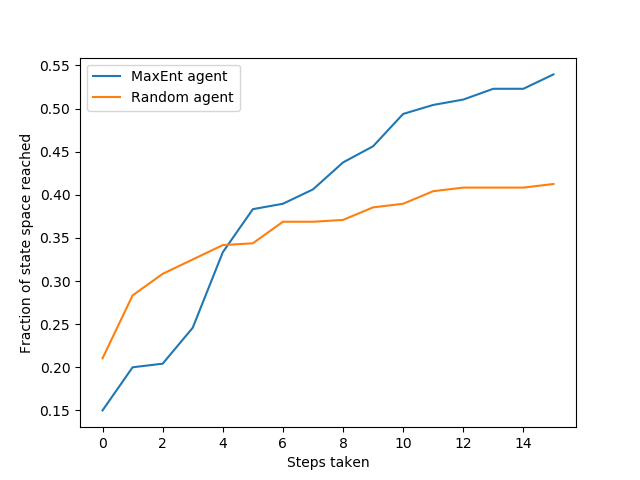 MaxEnt agent
Random agent
Fraction of state space reached
0.55
0.50
0.45
0.40
0.35
0.30
0.25
0.20
0.15
0 2 4 6 8 10 12 14
Steps taken